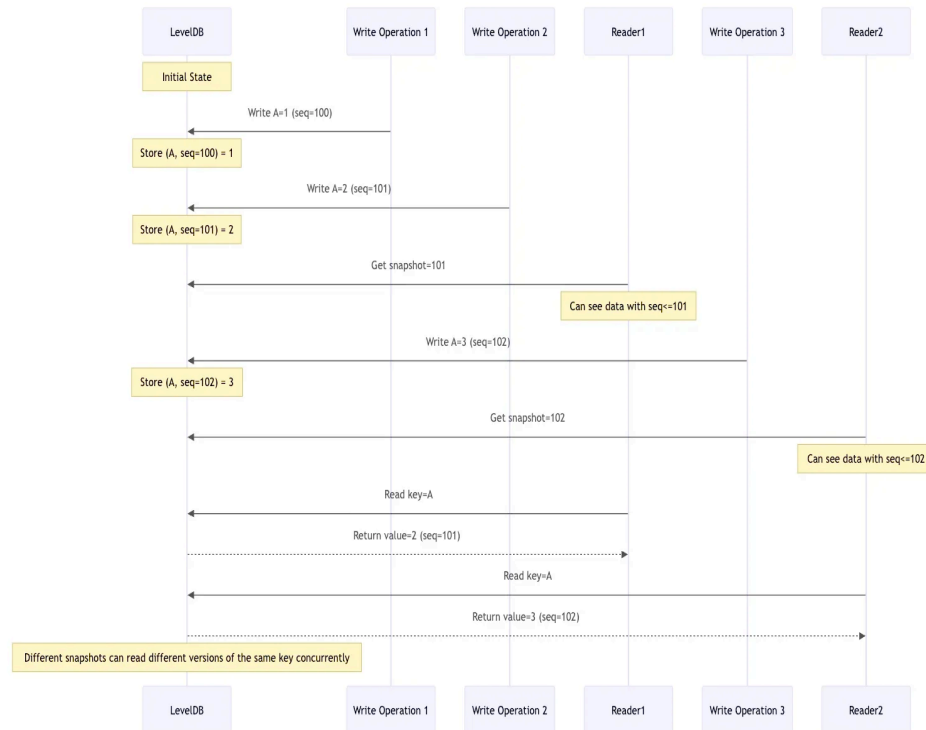 LevelDB
Write Operation 1
Write Operation 2
Reader1
Write Operation 3
Reader2
Initial State
Write A=1 (seq=100)
Store (A, seq=100) = 1
Write A=2 (seq=101)
Store (A, seq=101) = 2
Get snapshot=101
Can see data with seq<=101
Write A=3 (seq=102)
Store (A, seq=102) = 3
Get snapshot=102
Can see data with seq<=102
Read key=A
Return value=2 (seq=101)
Read key=A
Return value=3 (seq=102)
Different snapshots can read different versions of the same key concurrently
LevelDB
Write Operation 1
Write Operation 2
Reader1
Write Operation 3
Reader2